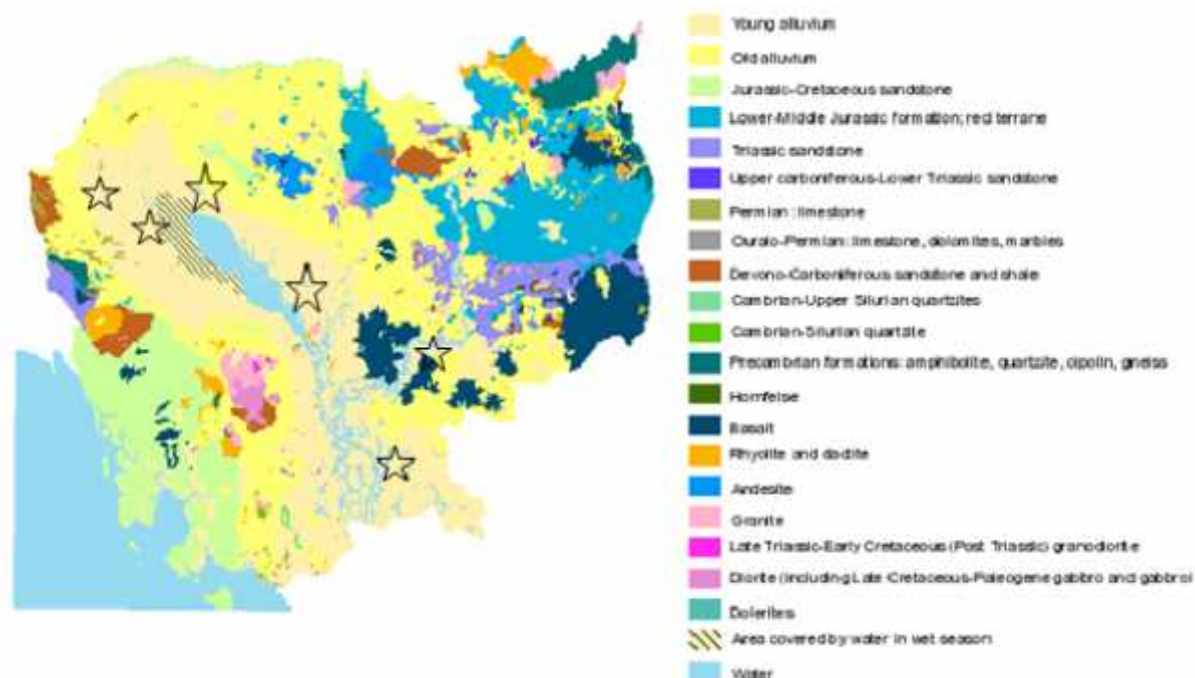 Young alluvium
Old alluvium
Jurassic-Cretaceous sandstone
Lower-Middle Jurassic formation; red terrane
Triassic sandstone
Upper carboniferous-Lower Triassic sandstone
Permian : limestone
Ouralo-Permian: limestone, dolomites, marbles
Devono-Carboniferous sandstone and shale
Cambrian-Upper Silurian quartzites
Cambrian-Silurian quartzite
Precambrian formations: amphibolite, quartzite, cipolin, gneiss
Hornfelse
Basalt
Rhyolite and dacite
Andesite
Granite
Late Triassic-Early Cretaceous (Post Triassic) granodiorite
Diorite (including Late Cretaceous-Paleogene gabbro and gabbroi
Dolerites
Area covered by water in wet season
Water